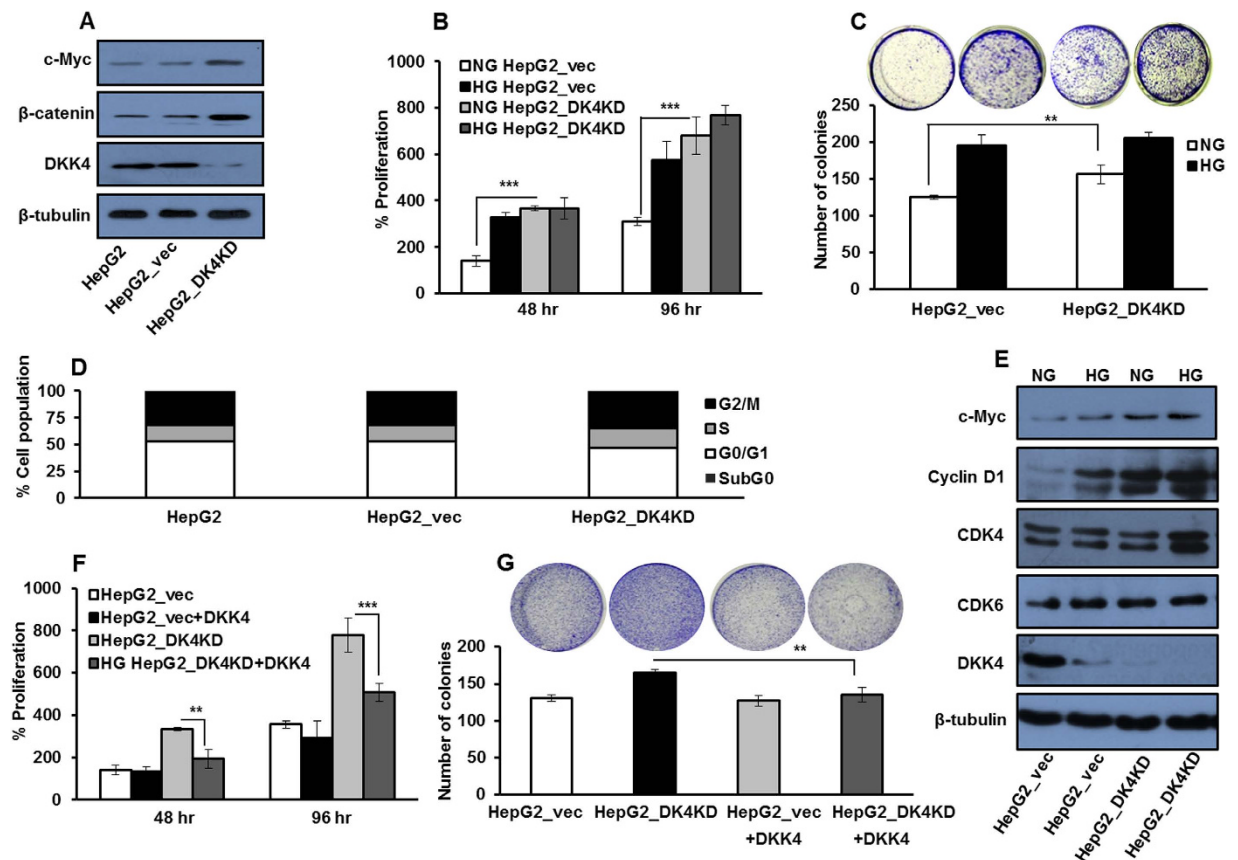 A
c-Myc
β-catenin
DKK4
β-tubulin
HepG2
HepG2_vec
HepG2_DK4KD
B
NG HepG2_vec
HG HepG2_vec
NG HepG2_DK4KD
HG HepG2_DK4KD
% Proliferation
1000
800
600
400
200
0
***
***
48 hr
96 hr
C
Number of colonies
250
200
150
100
50
0
**
NG
HG
HepG2_vec
HepG2_DK4KD
D
% Cell population
100
75
50
25
0
G2/M
S
G0/G1
SubG0
HepG2
HepG2_vec
HepG2_DK4KD
E
NG HG NG HG
c-Myc
Cyclin D1
CDK4
CDK6
DKK4
β-tubulin
HepG2_vec
HepG2_vec
HepG2_DK4KD
HepG2_DK4KD
F
HepG2_vec
HepG2_vec+DKK4
HepG2_DK4KD
HG HepG2_DK4KD+DKK4
% Proliferation
1000
800
600
400
200
0
**
***
48 hr
96 hr
G
Number of colonies
200
150
100
50
0
**
HepG2_vec
HepG2_DK4KD
HepG2_vec
+DKK4
HepG2_DK4KD
+DKK4